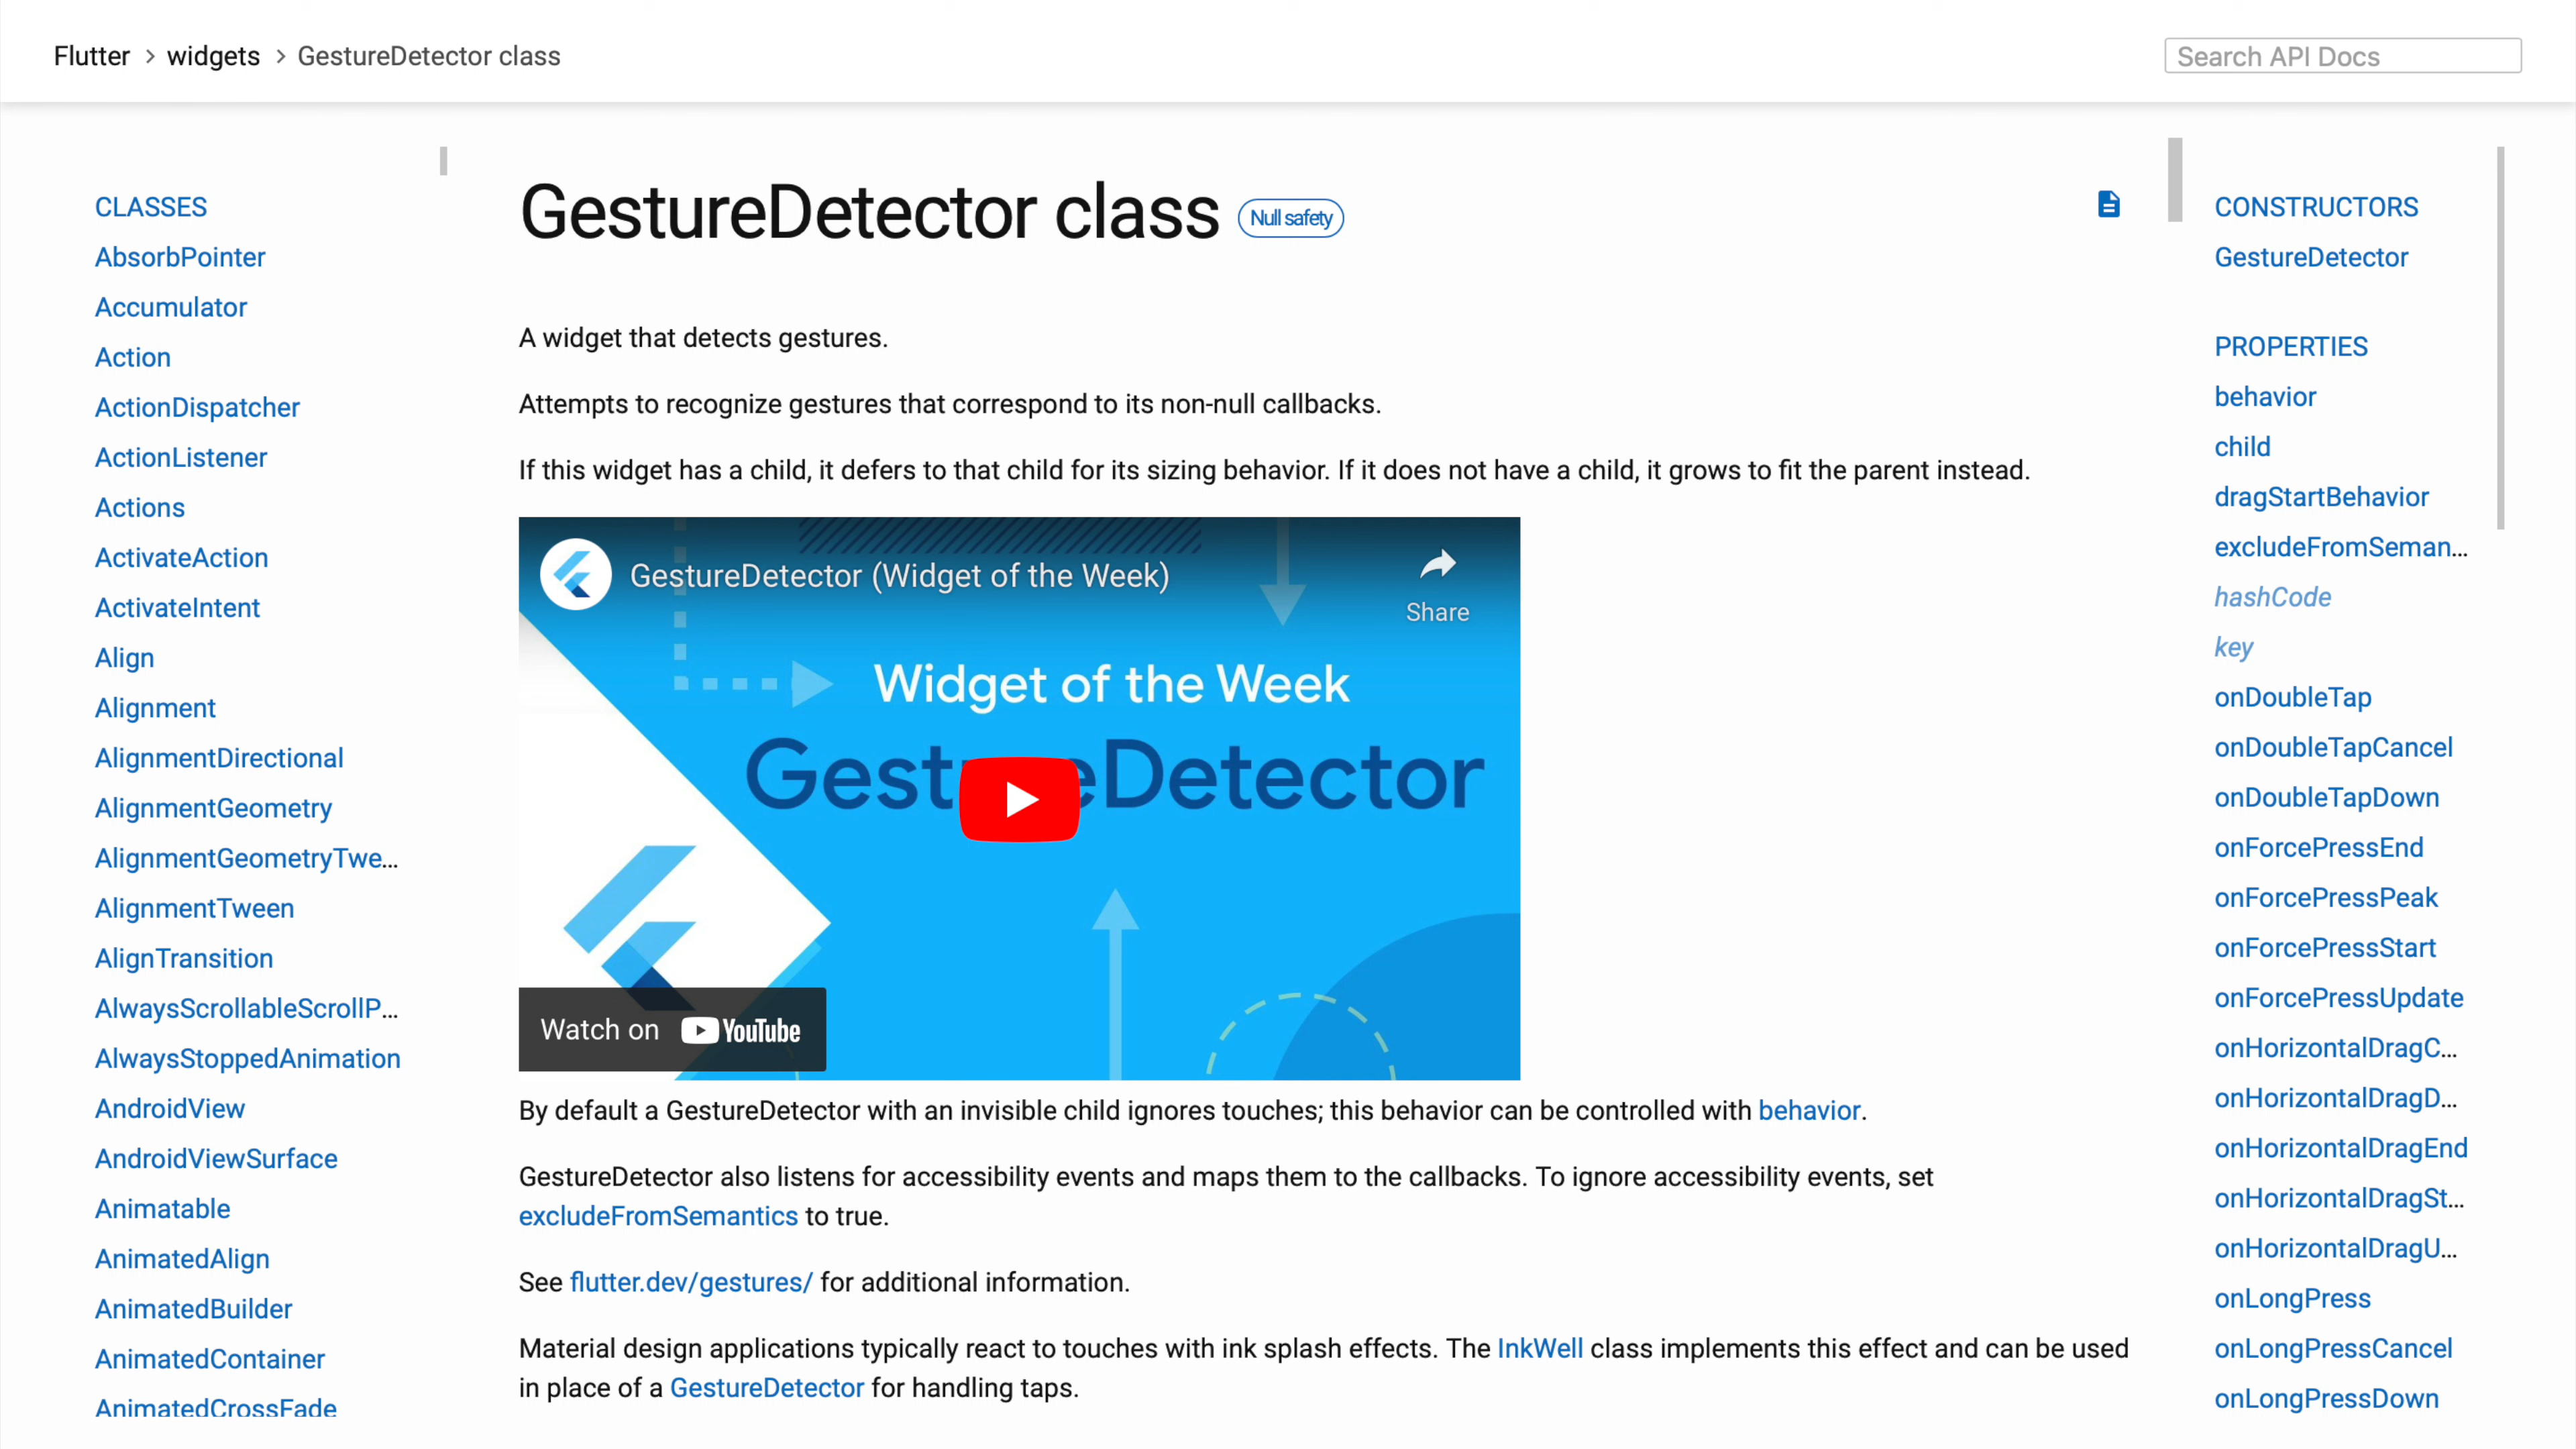 Flutter > widgets > GestureDetector class
Search API Docs
CLASSES
AbsorbPointer
Accumulator
Action
ActionDispatcher
ActionListener
Actions
ActivateAction
ActivateIntent
Align
Alignment
AlignmentDirectional
AlignmentGeometry
AlignmentGeometryTwe...
AlignmentTween
AlignTransition
AlwaysScrollableScrollP...
AlwaysStoppedAnimation
AndroidView
AndroidViewSurface
Animatable
AnimatedAlign
AnimatedBuilder
AnimatedContainer
AnimatedCrossFade
GestureDetector class Null safety
A widget that detects gestures.
Attempts to recognize gestures that correspond to its non-null callbacks.
If this widget has a child, it defers to that child for its sizing behavior. If it does not have a child, it grows to fit the parent instead.
GestureDetector (Widget of the Week)
Share
Widget of the Week
GestureDetector
Watch on YouTube
By default a GestureDetector with an invisible child ignores touches; this behavior can be controlled with behavior.
GestureDetector also listens for accessibility events and maps them to the callbacks. To ignore accessibility events, set
excludeFromSemantics to true.
See flutter.dev/gestures/ for additional information.
Material design applications typically react to touches with ink splash effects. The InkWell class implements this effect and can be used
in place of a GestureDetector for handling taps.
CONSTRUCTORS
GestureDetector
PROPERTIES
behavior
child
dragStartBehavior
excludeFromSeman...
hashCode
key
onDoubleTap
onDoubleTapCancel
onDoubleTapDown
onForcePressEnd
onForcePressPeak
onForcePressStart
onForcePressUpdate
onHorizontalDragC...
onHorizontalDragD...
onHorizontalDragEnd
onHorizontalDragSt...
onHorizontalDragU...
onLongPress
onLongPressCancel
onLongPressDown